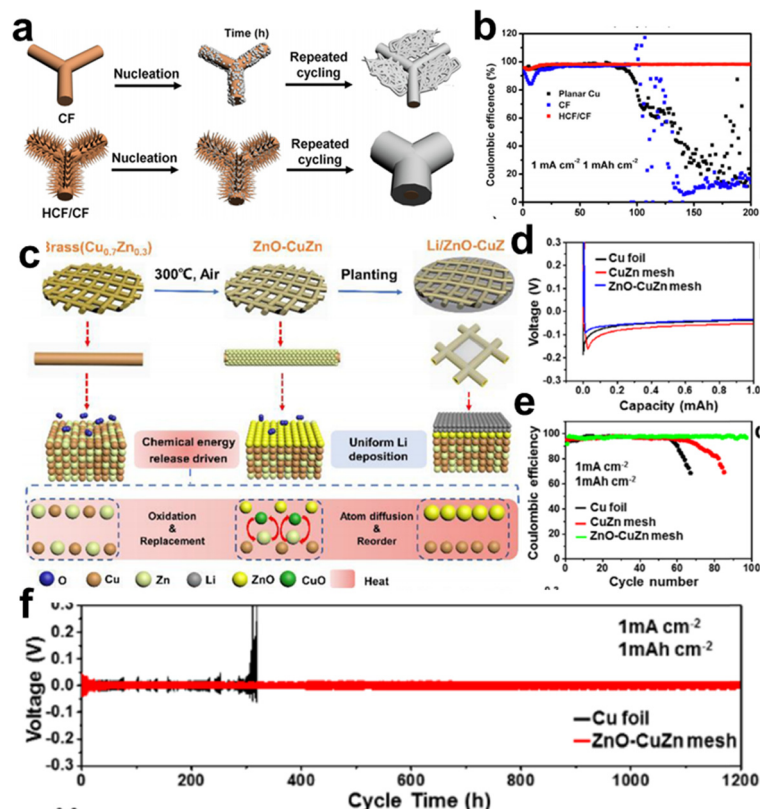 a
CF
Nucleation
Time (h)
Repeated
cycling
HCF/CF
Nucleation
Repeated
cycling
b
Coulombic efficence (%)
120
100
80
60
40
20
0
Planar Cu
CF
HCF/CF
1 mA cm-2 1 mAh cm-2
0 50 100 150 200
c
Brass(Cu0.7Zn0.3)
300℃, Air
ZnO-CuZn
Planting
Li/ZnO-CuZ
Chemical energy
release driven
Uniform Li
deposition
Oxidation
&
Replacement
Atom diffusion
&
Reorder
O Cu Zn Li ZnO CuO Heat
d
Voltage (V)
0.3
0.2
0.1
0.0
-0.1
-0.2
-0.3
Cu foil
CuZn mesh
ZnO-CuZn mesh
0.0 0.2 0.4 0.6 0.8 1.0
Capacity (mAh)
e
Coulombic efficiency
100
80
60
40
20
0
1mA cm-2
1mAh cm-2
Cu foil
CuZn mesh
ZnO-CuZn mesh
0 20 40 60 80 100
Cycle number
f
Voltage (V)
0.3
0.2
0.1
0.0
-0.1
-0.2
-0.3
1mA cm-2
1mAh cm-2
Cu foil
ZnO-CuZn mesh
0 200 400 600 800 1000 1200
Cycle Time (h)